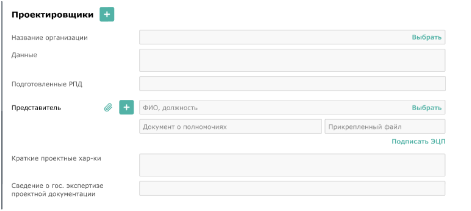 Проектировщики +
Название организации Выбрать
Данные
Подготовленные РПД
Представитель + ФИО, должность Выбрать
Документ о полномочиях Прикрепленный файл
Подписать ЭЦП
Краткие проектные хар-ки
Сведение о гос. экспертизе
проектной документации